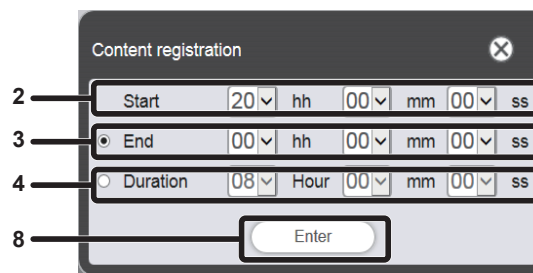 Content registration
2 Start 20 hh 00 mm 00 ss
3 End 00 hh 00 mm 00 ss
4 Duration 08 Hour 00 mm 00 ss
8 Enter